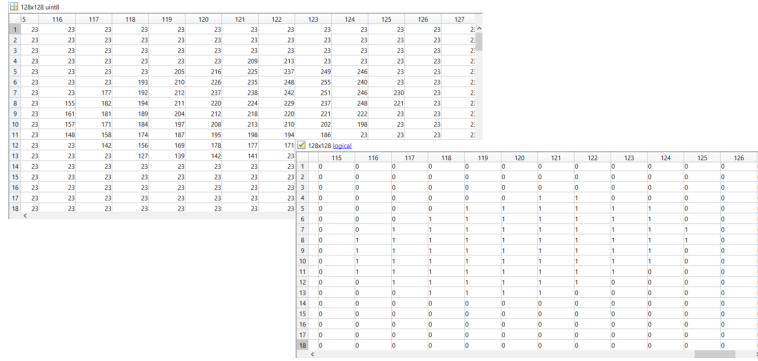 128x128 uint8
5 116 117 118 119 120 121 122 123 124 125 126 127
1 23 23 23 23 23 23 23 23 23 23 23 23
2 23 23 23 23 23 23 23 23 23 23 23 23
3 23 23 23 23 23 23 23 23 23 23 23 23
4 23 23 23 23 23 23 209 213 23 23 23 23
5 23 23 23 23 205 216 225 237 249 246 23 23
6 23 23 23 193 210 226 235 248 255 240 23 23
7 23 23 177 192 212 237 238 242 251 246 230 23
8 23 155 182 194 211 220 224 229 237 248 221 23
9 23 161 181 189 204 212 218 220 221 222 23 23
10 23 157 171 184 197 208 213 210 202 198 23 23
11 23 148 158 174 187 195 198 194 186 23 23 23
12 23 23 142 156 169 178 177 171
13 23 23 23 127 139 142 141 23
14 23 23 23 23 23 23 23 23
15 23 23 23 23 23 23 23 23
16 23 23 23 23 23 23 23 23
17 23 23 23 23 23 23 23 23
18 23 23 23 23 23 23 23 23
128x128 logical
115 116 117 118 119 120 121 122 123 124 125 126
1 0 0 0 0 0 0 0 0 0 0 0 0
2 0 0 0 0 0 0 0 0 0 0 0 0
3 0 0 0 0 0 0 0 0 0 0 0 0
4 0 0 0 0 0 0 1 1 0 0 0 0
5 0 0 0 0 1 1 1 1 1 1 0 0
6 0 0 0 1 1 1 1 1 1 1 0 0
7 0 0 1 1 1 1 1 1 1 1 1 0
8 0 1 1 1 1 1 1 1 1 1 1 0
9 0 1 1 1 1 1 1 1 1 1 0 0
10 0 1 1 1 1 1 1 1 1 1 0 0
11 0 1 1 1 1 1 1 1 1 0 0 0
12 0 0 1 1 1 1 1 1 0 0 0 0
13 0 0 0 1 1 1 1 0 0 0 0 0
14 0 0 0 0 0 0 0 0 0 0 0 0
15 0 0 0 0 0 0 0 0 0 0 0 0
16 0 0 0 0 0 0 0 0 0 0 0 0
17 0 0 0 0 0 0 0 0 0 0 0 0
18 0 0 0 0 0 0 0 0 0 0 0 0